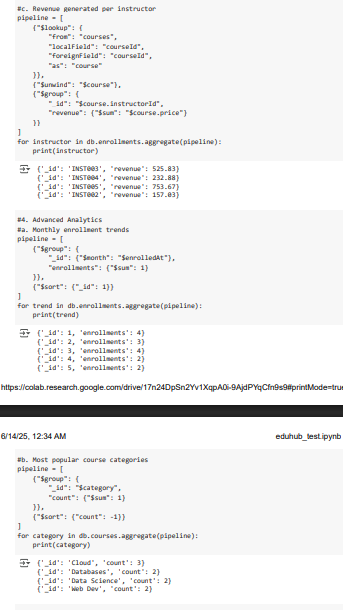 #c. Revenue generated per instructor
pipeline = [
{"$lookup": {
"from": "courses",
"localField": "courseId",
"foreignField": "courseId",
"as": "course"
}},
{"$unwind": "$course"},
{"$group": {
"_id": "$course.instructorId",
"revenue": {"$sum": "$course.price"}
}}
]
for instructor in db.enrollments.aggregate(pipeline):
print(instructor)
{'_id': 'INST003', 'revenue': 525.83}
{'_id': 'INST004', 'revenue': 232.88}
{'_id': 'INST005', 'revenue': 753.67}
{'_id': 'INST002', 'revenue': 157.03}
#4. Advanced Analytics
#a. Monthly enrollment trends
pipeline = [
{"$group": {
"_id": {"$month": "$enrolledAt"},
"enrollments": {"$sum": 1}
}},
{"$sort": {"_id": 1}}
]
for trend in db.enrollments.aggregate(pipeline):
print(trend)
{'_id': 1, 'enrollments': 4}
{'_id': 2, 'enrollments': 3}
{'_id': 3, 'enrollments': 4}
{'_id': 4, 'enrollments': 2}
{'_id': 5, 'enrollments': 2}
https://colab.research.google.com/drive/17n24DpSn2Yv1XqpA0i-9AjdPYqCfn9s9#printMode=true
6/14/25, 12:34 AM eduhub_test.ipynb
#b. Most popular course categories
pipeline = [
{"$group": {
"_id": "$category",
"count": {"$sum": 1}
}},
{"$sort": {"count": -1}}
]
for category in db.courses.aggregate(pipeline):
print(category)
{'_id': 'Cloud', 'count': 3}
{'_id': 'Databases', 'count': 2}
{'_id': 'Data Science', 'count': 2}
{'_id': 'Web Dev', 'count': 2}